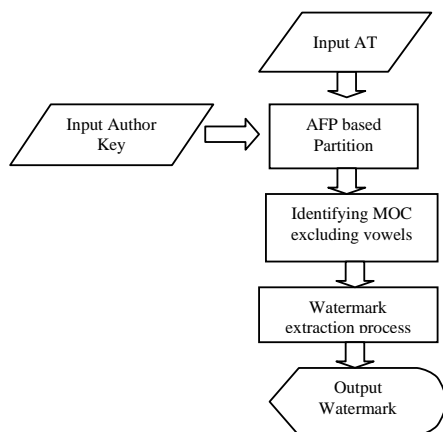 Input AT
Input Author
Key
AFP based
Partition
Identifying MOC
excluding vowels
Watermark
extraction process
Output
Watermark